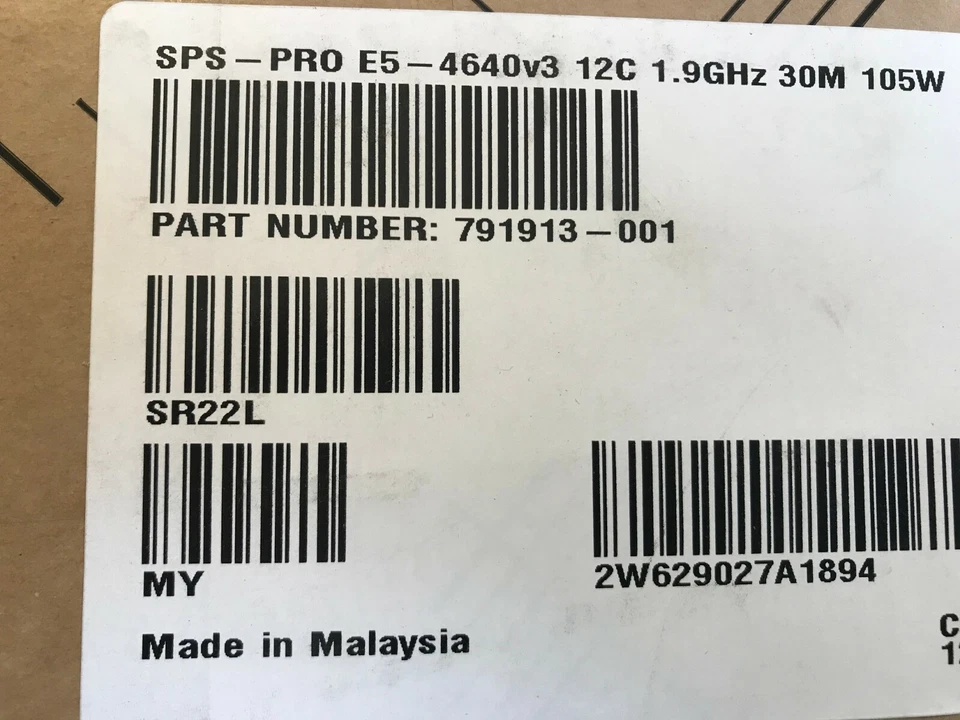 SPS-PRO E5-4640v3 12C 1.9GHz 30M 105W
PART NUMBER: 791913-001
SR22L
MY
2W629027A1894
Made in Malaysia